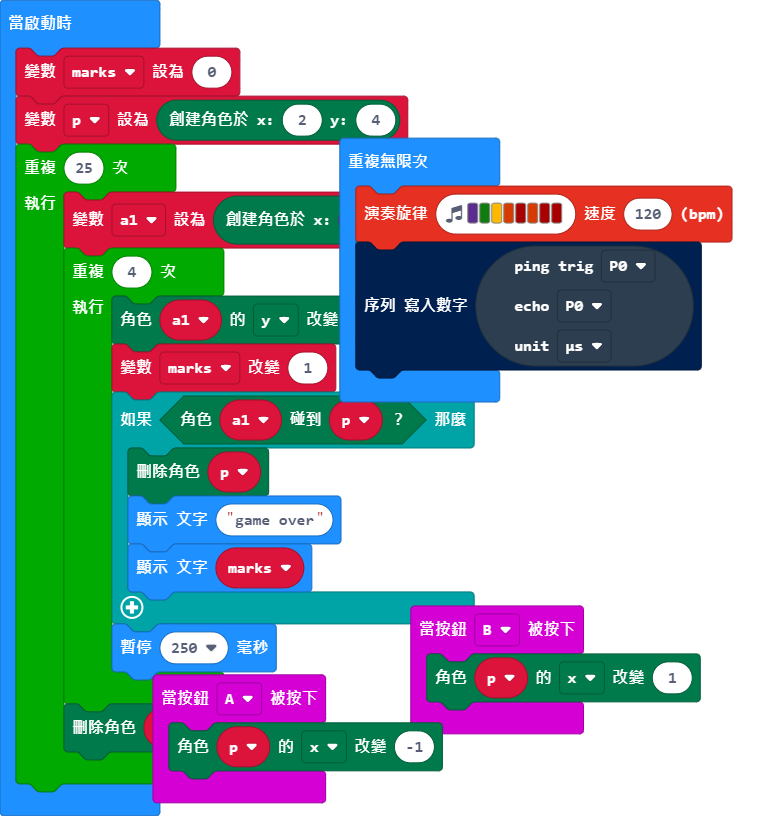 當啟動時
變數 marks 設為 0
變數 p 設為 創建角色於 x: 2 y: 4
重複 25 次
執行
變數 a1 設為 創建角色於 x:
重複 4 次
執行
角色 a1 的 y 改變
變數 marks 改變 1
如果 角色 a1 碰到 p ? 那麼
刪除角色 p
顯示 文字 "game over"
顯示 文字 marks
暫停 250 毫秒
刪除角色
重複無限次
演奏旋律 速度 120 (bpm)
序列 寫入數字
ping trig P0
echo P0
unit μs
當按鈕 B 被按下
角色 p 的 x 改變 1
當按鈕 A 被按下
角色 p 的 x 改變 -1